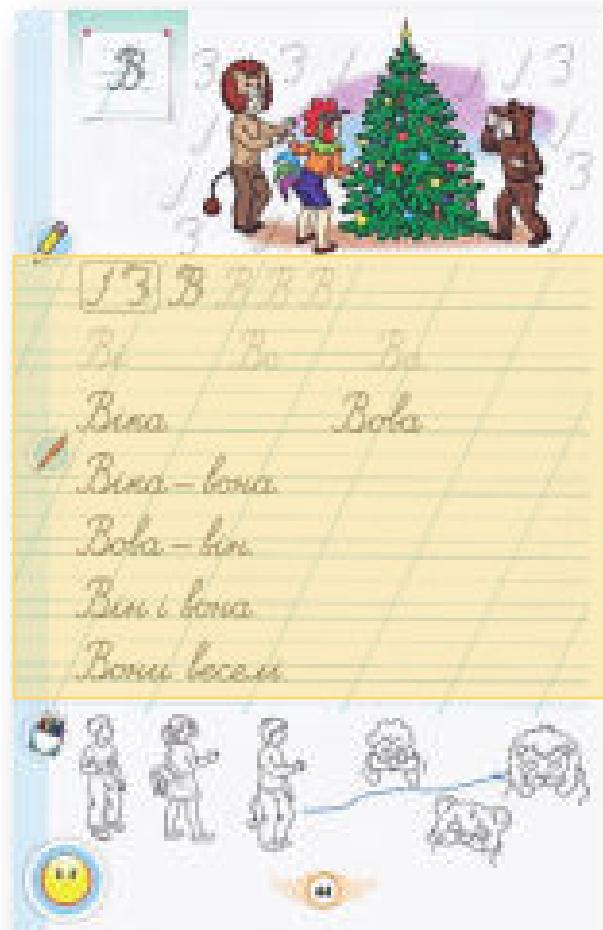 В
І З В В В В
Ві Во Ва
Віка Вова
Віка – вона.
Вова – він.
Він і вона.
Вони веселі.